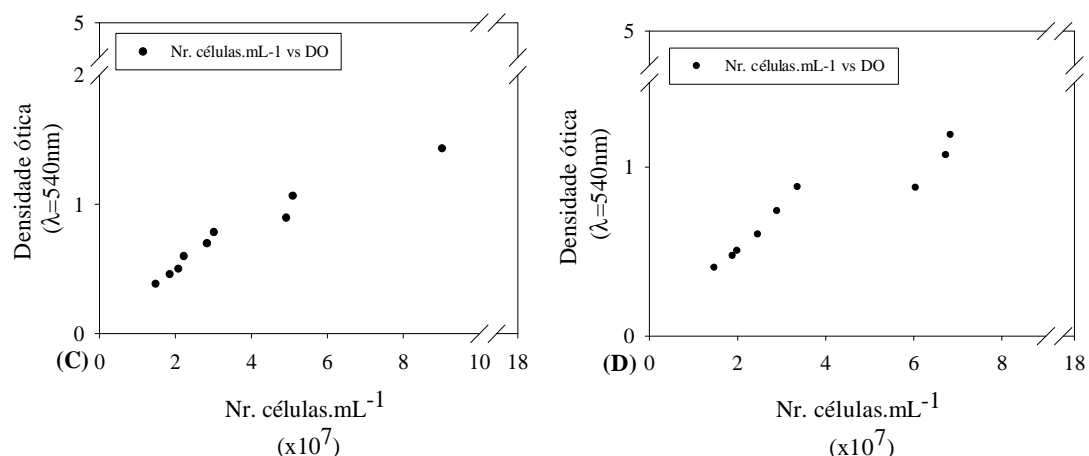 5
Nr. células.mL-1 vs DO
2
1
0
Densidade ótica
(λ=540nm)
(C)
0 2 4 6 8 10 18
Nr. células.mL-1
(x107
)
5
Nr. células.mL-1 vs DO
1
0
Densidade ótica
(λ=540nm)
(D)
0 2 4 6 8 18
Nr. células.mL-1
(x107
)